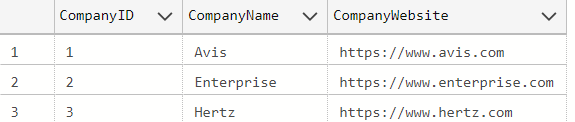 CompanyID CompanyName CompanyWebsite
1 1 Avis https://www.avis.com
2 2 Enterprise https://www.enterprise.com
3 3 Hertz https://www.hertz.com